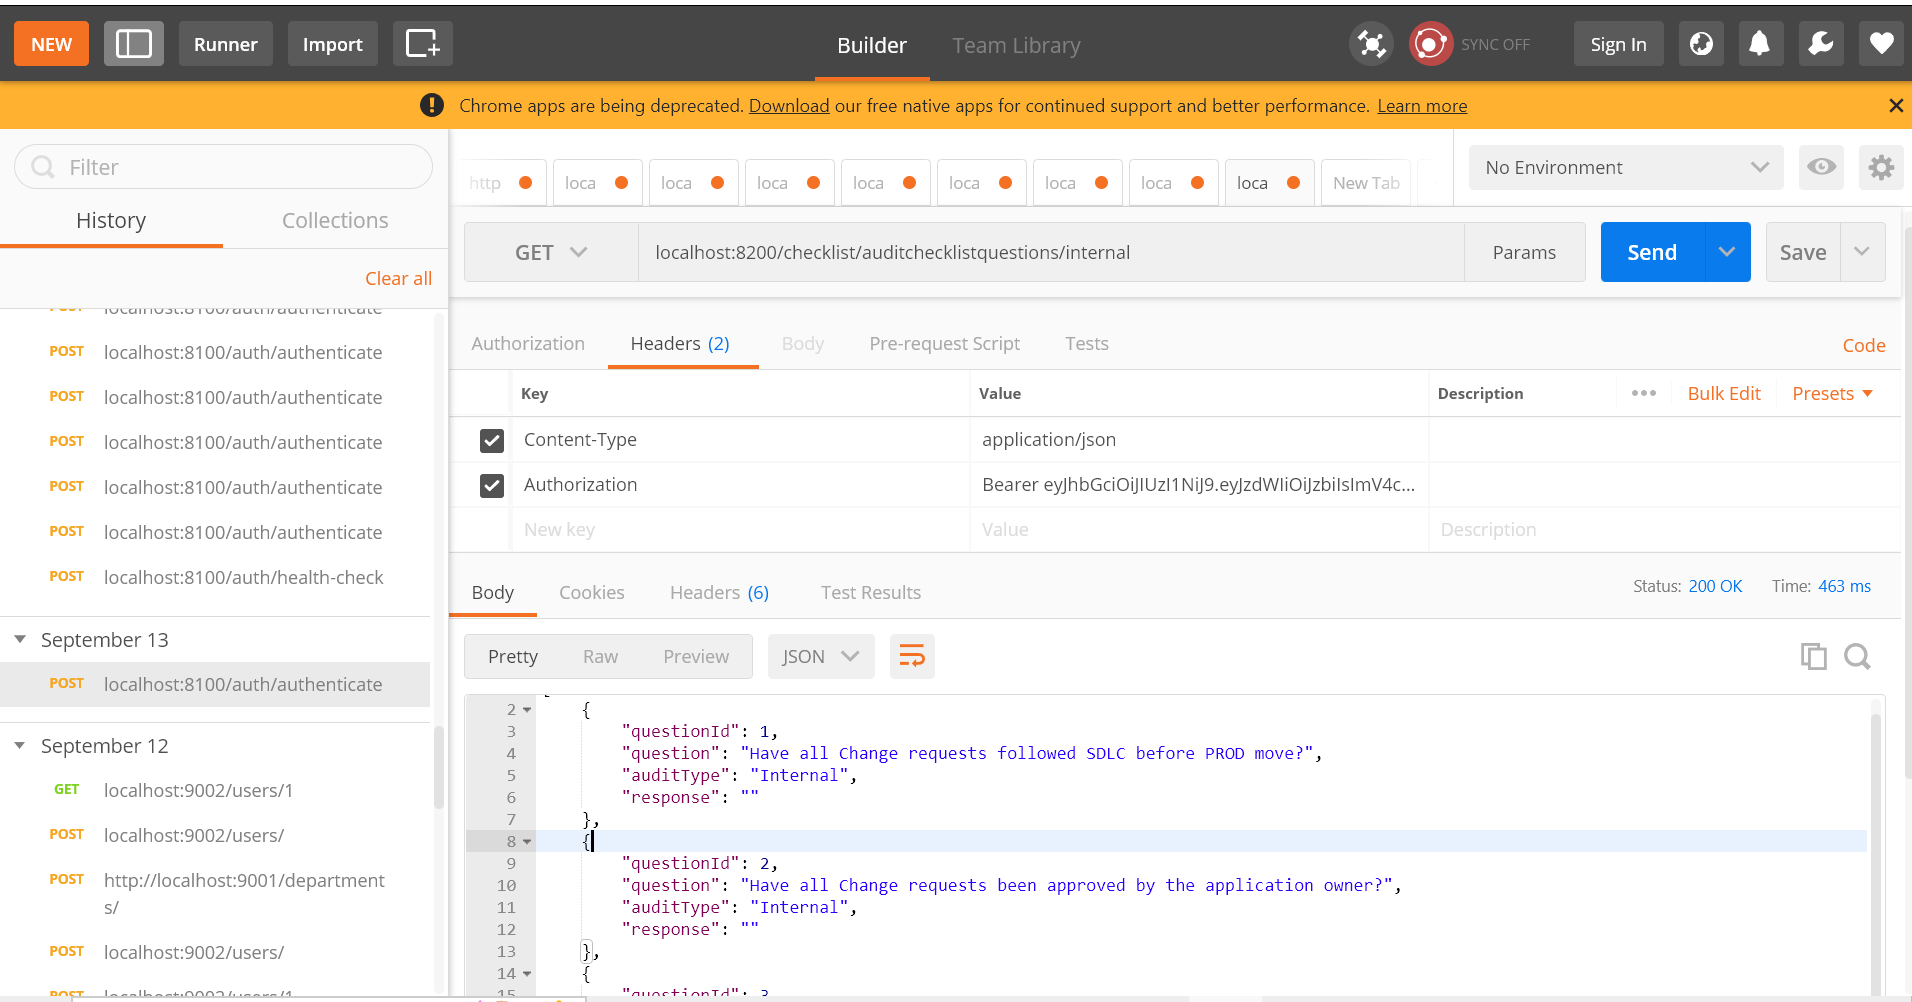 NEW Runner Import Builder Team Library SYNC OFF Sign In
Chrome apps are being deprecated. Download our free native apps for continued support and better performance. Learn more
Filter
History Collections
Clear all
localhost:8100/auth/authenticate
POST localhost:8100/auth/authenticate
POST localhost:8100/auth/authenticate
POST localhost:8100/auth/authenticate
POST localhost:8100/auth/authenticate
POST localhost:8100/auth/authenticate
POST localhost:8100/auth/health-check
September 13
POST localhost:8100/auth/authenticate
September 12
GET localhost:9002/users/1
POST localhost:9002/users/
POST http://localhost:9001/department
s/
POST localhost:9002/users/
POST localhost:9002/users/1
http loca loca loca loca loca loca loca loca New Tab
No Environment
GET localhost:8200/checklist/auditchecklistquestions/internal Params Send Save
Authorization Headers (2) Body Pre-request Script Tests Code
Key Value Description Bulk Edit Presets
Content-Type application/json
Authorization Bearer eyJhbGciOiJIUzI1NiJ9.eyJzdWIiOiJzbiIsImV4c...
New key Value Description
Body Cookies Headers (6) Test Results Status: 200 OK Time: 463 ms
Pretty Raw Preview JSON
2 {
3 "questionId": 1,
4 "question": "Have all Change requests followed SDLC before PROD move?",
5 "auditType": "Internal",
6 "response": ""
7 },
8 {
9 "questionId": 2,
10 "question": "Have all Change requests been approved by the application owner?",
11 "auditType": "Internal",
12 "response": ""
13 },
14 {
15 "questionId": 3,